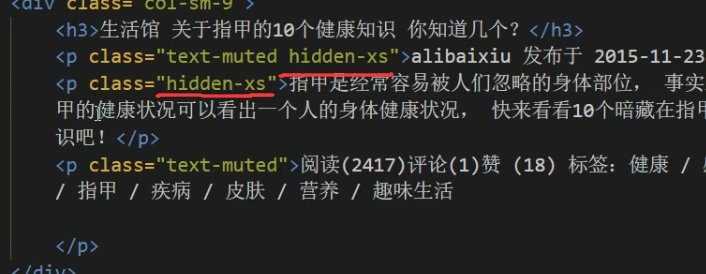 <div class="col-sm-9">
<h3>生活馆 关于指甲的10个健康知识 你知道几个？</h3>
<p class="text-muted hidden-xs">alibaixiu 发布于 2015-11-23
<p class="hidden-xs">指甲是经常容易被人们忽略的身体部位， 事实
甲的健康状况可以看出一个人的身体健康状况， 快来看看10个暗藏在指甲
识吧！</p>
<p class="text-muted">阅读(2417)评论(1)赞 (18) 标签：健康 /
/ 指甲 / 疾病 / 皮肤 / 营养 / 趣味生活
</p>
</div>